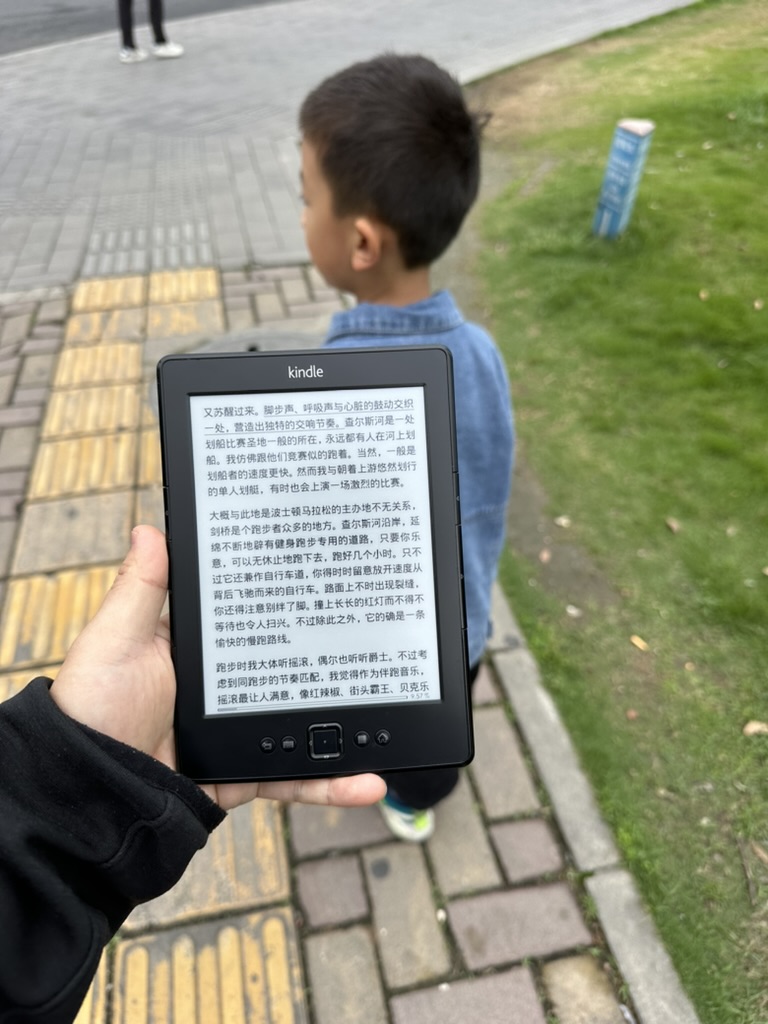 kindle
又苏醒过来。脚步声、呼吸声与心脏的鼓动交织
一处，营造出独特的交响节奏。查尔斯河是一处
划船比赛圣地一般的所在，永远都有人在河上划
船。我仿佛跟他们竞赛似的跑着。当然，一般是
划船者的速度更快。然而我与朝着上游悠然划行
的单人划艇，有时也会上演一场激烈的比赛。
大概与此地是波士顿马拉松的主办地不无关系，
剑桥是个跑步者众多的地方。查尔斯河沿岸，延
绵不断地辟有健身跑步专用的道路，只要你乐
意，可以无休止地跑下去，跑好几个小时。只不
过它还兼作自行车道，你得时时留意放开速度从
背后飞驰而来的自行车。路面上不时出现裂缝，
你还得注意别绊了脚。撞上长长的红灯而不得不
等待也令人扫兴。不过除此之外，它的确是一条
愉快的慢跑路线。
跑步时我大体听摇滚，偶尔也听听爵士。不过考
虑到同跑步的节奏匹配，我觉得作为伴跑音乐，
摇滚最让人满意，像红辣椒、街头霸王、贝克乐